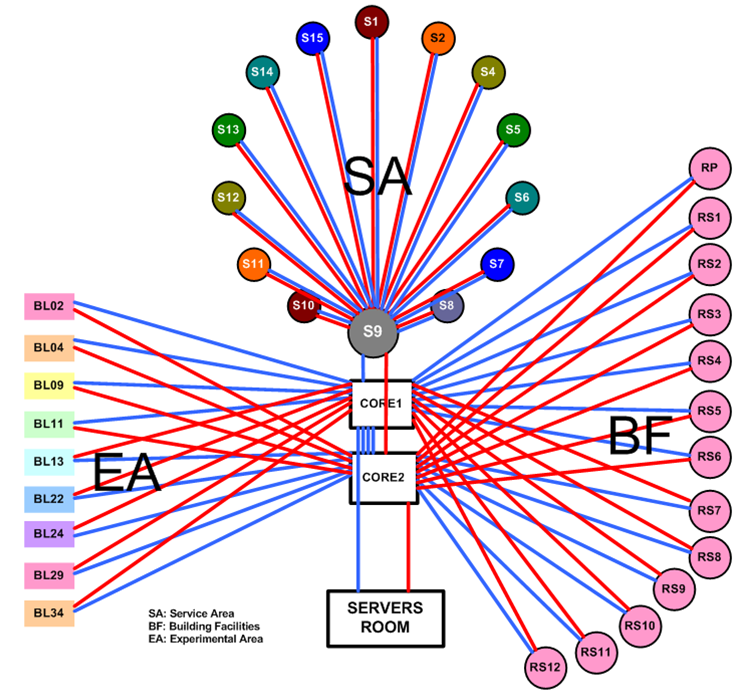 S1
S15
S2
S14
S4
S13
S5
SA
RP
S12
S6
RS1
S11
S7
RS2
BL02
S10
S8
RS3
S9
BL04
RS4
BL09
CORE1
RS5
BL11
BF
RS6
BL13
EA
CORE2
BL22
RS7
BL24
RS8
BL29
RS9
BL34
SA: Service Area
BF: Building Facilities
EA: Experimental Area
SERVERS
ROOM
RS10
RS11
RS12